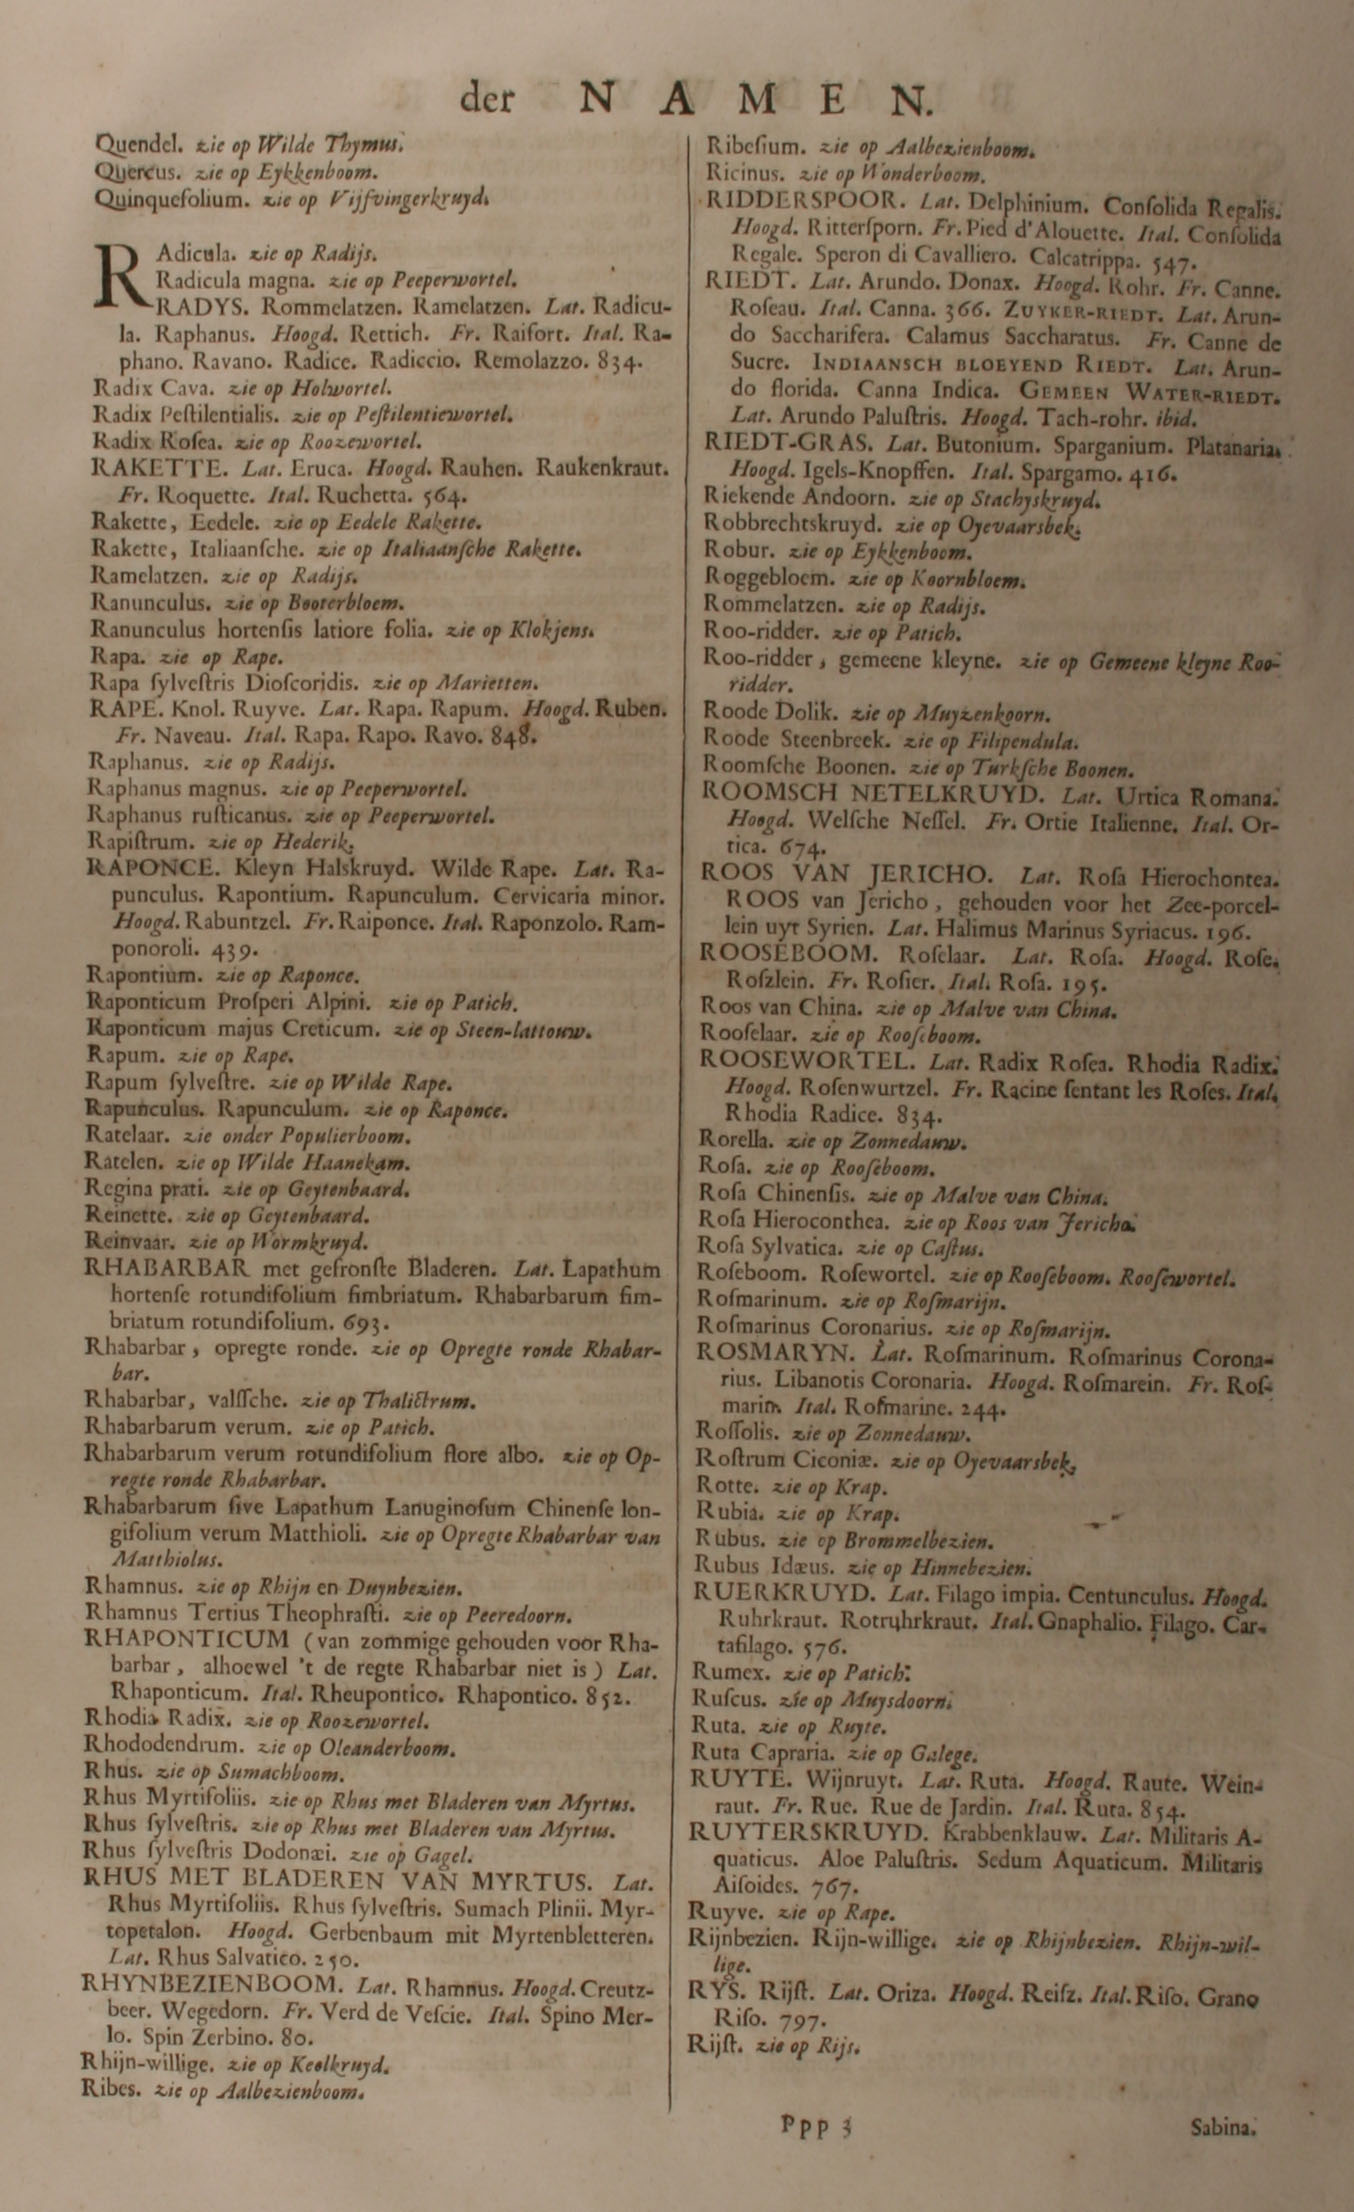 der NAMEN.
Quendel. zie op Wilde Thymus.
Quercus. zie op Eykkenboom.
Quinquefolium. zie op Vijfvingerkruyd.
RAdicula. zie op Radijs.
Radicula magna. zie op Peeperwortel.
RADYS. Rommelatzen. Ramelatzen. Lat. Radicu-
la. Raphanus. Hoogd. Rettich. Fr. Raifort. Ital. Ra-
phano. Ravano. Radice. Radiccio. Remolazzo. 834.
Radix Cava. zie op Holwortel.
Radix Peſtilentialis. zie op Peſtilentiewortel.
Radix Roſea. zie op Roozewortel.
RAKETTE. Lat. Eruca. Hoogd. Rauhen. Raukenkraut.
Fr. Roquette. Ital. Ruchetta. 564.
Rakette, Eedele. zie op Eedele Rakette.
Rakette, Italiaanſche. zie op Italiaanſche Rakette.
Ramelatzen. zie op Radijs.
Ranunculus. zie op Booterbloem.
Ranunculus hortenſis latiore folia. zie op Klokjens.
Rapa. zie op Rape.
Rapa ſylveſtris Dioſcoridis. zie op Marietten.
RAPE. Knol. Ruyve. Lat. Rapa. Rapum. Hoogd. Ruben.
Fr. Naveau. Ital. Rapa. Rapo. Ravo. 848.
Raphanus. zie op Radijs.
Raphanus magnus. zie op Peeperwortel.
Raphanus ruſticanus. zie op Peeperwortel.
Rapiſtrum. zie op Hederik.
RAPONCE. Kleyn Halskruyd. Wilde Rape. Lat. Ra-
punculus. Rapontium. Rapunculum. Cervicaria minor.
Hoogd. Rabuntzel. Fr. Raiponce. Ital. Raponzolo. Ram-
ponoroli. 439.
Rapontium. zie op Raponce.
Raponticum Proſperi Alpini. zie op Patich.
Raponticum majus Creticum. zie op Steen-lattouw.
Rapum. zie op Rape.
Rapum ſylveſtre. zie op Wilde Rape.
Rapunculus. Rapunculum. zie op Raponce.
Ratelaar. zie onder Populierboom.
Ratelen. zie op Wilde Haanekam.
Regina prati. zie op Geytenbaard.
Reinette. zie op Geytenbaard.
Reinvaar. zie op Wormkruyd.
RHABARBAR met gefronſte Bladeren. Lat. Lapathum
hortenſe rotundifolium fimbriatum. Rhabarbarum fim-
briatum rotundifolium. 693.
Rhabarbar, opregte ronde. zie op Opregte ronde Rhabar-
bar.
Rhabarbar, valſſche. zie op Thalictrum.
Rhabarbarum verum. zie op Patich.
Rhabarbarum verum rotundifolium flore albo. zie op Op-
regte ronde Rhabarbar.
Rhabarbarum ſive Lapathum Lanuginoſum Chinenſe lon-
gifolium verum Matthioli. zie op Opregte Rhabarbar van
Matthiolus.
Rhamnus. zie op Rhijn en Duynbezien.
Rhamnus Tertius Theophraſti. zie op Peeredoorn.
RHAPONTICUM (van zommige gehouden voor Rha-
barbar, alhoewel 't de regte Rhabarbar niet is) Lat.
Rhaponticum. Ital. Rheupontico. Rhapontico. 852.
Rhodia Radix. zie op Roozewortel.
Rhododendrum. zie op Oleanderboom.
Rhus. zie op Sumachboom.
Rhus Myrtifoliis. zie op Rhus met Bladeren van Myrtus.
Rhus ſylveſtris. zie op Rhus met Bladeren van Myrtus.
Rhus ſylveſtris Dodonæi. zie op Gagel.
RHUS MET BLADEREN VAN MYRTUS. Lat.
Rhus Myrtifoliis. Rhus ſylveſtris. Sumach Plinii. Myr-
topetalon. Hoogd. Gerbenbaum mit Myrtenbletteren.
Lat. Rhus Salvatico. 250.
RHYNBEZIENBOOM. Lat. Rhamnus. Hoogd. Creutz-
beer. Wegedorn. Fr. Verd de Veſcie. Ital. Spino Mer-
lo. Spin Zerbino. 80.
Rhijn-willige. zie op Keelkruyd.
Ribes. zie op Aalbezienboom.
Ribeſium. zie op Aalbezienboom.
Ricinus. zie op Wonderboom.
RIDDERSPOOR. Lat. Delphinium. Conſolida Regalis.
Hoogd. Ritterſporn. Fr. Pied d'Alouette. Ital. Conſolida
Regale. Speron di Cavalliero. Calcatrippa. 547.
RIEDT. Lat. Arundo. Donax. Hoogd. Rohr. Fr. Canne.
Roſeau. Ital. Canna. 366. ZUYKER-RIEDT. Lat. Arun-
do Saccharifera. Calamus Saccharatus. Fr. Canne de
Sucre. INDIAANSCH BLOEYEND RIEDT. Lat. Arun-
do florida. Canna Indica. GEMEEN WATER-RIEDT.
Lat. Arundo Paluſtris. Hoogd. Tach-rohr. ibid.
RIEDT-GRAS. Lat. Butonium. Sparganium. Platanaria.
Hoogd. Igels-Knopffen. Ital. Spargamo. 416.
Riekende Andoorn. zie op Stachyskruyd.
Robbrechtskruyd. zie op Oyevaarsbek.
Robur. zie op Eykkenboom.
Roggebloem. zie op Koornbloem.
Rommelatzen. zie op Radijs.
Roo-ridder. zie op Patich.
Roo-ridder, gemeene kleyne. zie op Gemeene kleyne Roo-
ridder.
Roode Dolik. zie op Muyzenkoorn.
Roode Steenbreek. zie op Filipendula.
Roomſche Boonen. zie op Turkſche Boonen.
ROOMSCH NETELKRUYD. Lat. Urtica Romana.
Hoogd. Welſche Neſſel. Fr. Ortie Italienne. Ital. Or-
tica. 674.
ROOS VAN JERICHO. Lat. Roſa Hierochontea.
ROOS van Jericho, gehouden voor het Zee-porcel-
lein uyt Syrien. Lat. Halimus Marinus Syriacus. 196.
ROOSEBOOM. Roſelaar. Lat. Roſa. Hoogd. Roſe.
Roſzlein. Fr. Roſier. Ital. Roſa. 195.
Roos van China. zie op Malve van China.
Rooſelaar. zie op Rooſeboom.
ROOSEWORTEL. Lat. Radix Roſea. Rhodia Radix.
Hoogd. Roſenwurtzel. Fr. Racine ſentant les Roſes. Ital.
Rhodia Radice. 834.
Rorella. zie op Zonnedauw.
Roſa. zie op Rooſeboom.
Roſa Chinenſis. zie op Malve van China.
Roſa Hieroconthea. zie op Roos van Jericho.
Roſa Sylvatica. zie op Caſtus.
Roſeboom. Roſewortel. zie op Rooſeboom. Rooſewortel.
Roſmarinum. zie op Roſmarijn.
Roſmarinus Coronarius. zie op Roſmarijn.
ROSMARYN. Lat. Roſmarinum. Roſmarinus Corona-
rius. Libanotis Coronaria. Hoogd. Roſmarein. Fr. Roſ-
marin. Ital. Roſmarine. 244.
Roſſolis. zie op Zonnedauw.
Roſtrum Ciconiæ. zie op Oyevaarsbek.
Rotte. zie op Krap.
Rubia. zie op Krap.
Rubus. zie op Brommelbezien.
Rubus Idæus. zie op Hinnebezien.
RUERKRUYD. Lat. Filago impia. Centunculus. Hoogd.
Ruhrkraut. Rotruhrkraut. Ital. Gnaphalio. Filago. Car-
tafilago. 576.
Rumex. zie op Patich.
Ruſcus. zie op Muysdoorn.
Ruta. zie op Ruyte.
Ruta Capraria. zie op Galege.
RUYTE. Wijnruyt. Lat. Ruta. Hoogd. Raute. Wein-
raut. Fr. Rue. Rue de Jardin. Ital. Ruta. 854.
RUYTERSKRUYD. Krabbenklauw. Lat. Militaris A-
quaticus. Aloe Paluſtris. Sedum Aquaticum. Militaris
Aifoides. 767.
Ruyve. zie op Rape.
Rijnbezien. Rijn-willige. zie op Rhijnbezien. Rhijn-wil-
lige.
RYS. Rijſt. Lat. Oriza. Hoogd. Reiſz. Ital. Riſo. Grano
Riſo. 797.
Rijſt. zie op Rijs.
Ppp 3
Sabina.